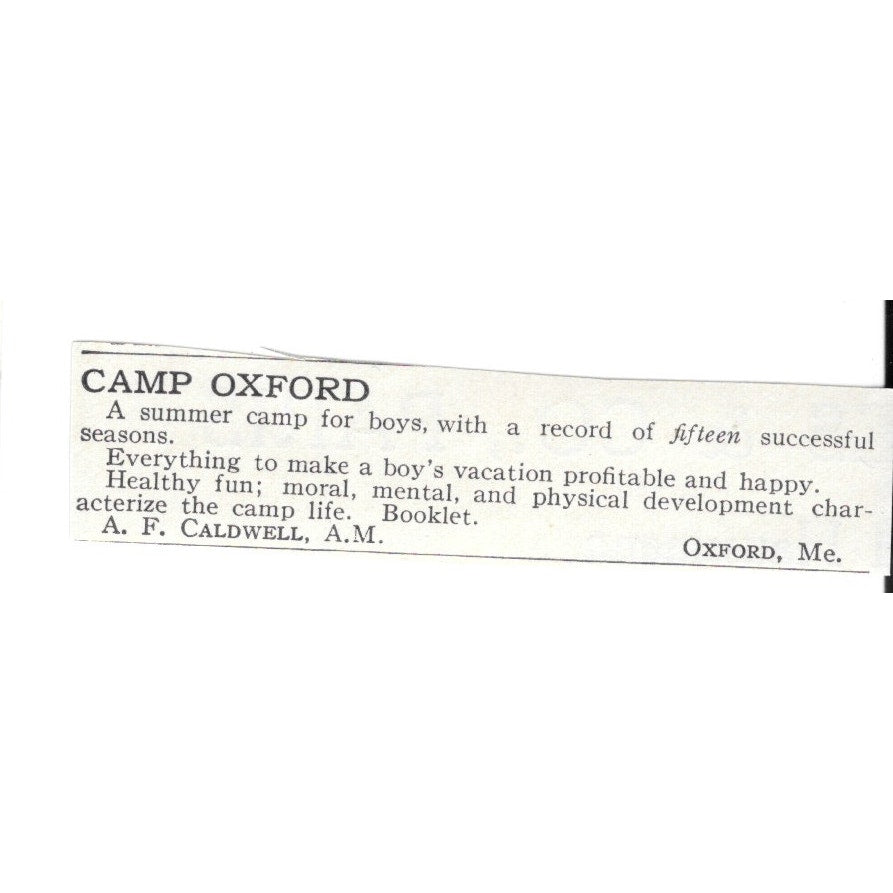 CAMP OXFORD
A summer camp for boys, with a record of fifteen successful
seasons.
Everything to make a boy's vacation profitable and happy.
Healthy fun; moral, mental, and physical development char-
acterize the camp life. Booklet.
A. F. CALDWELL, A.M. OXFORD, Me.